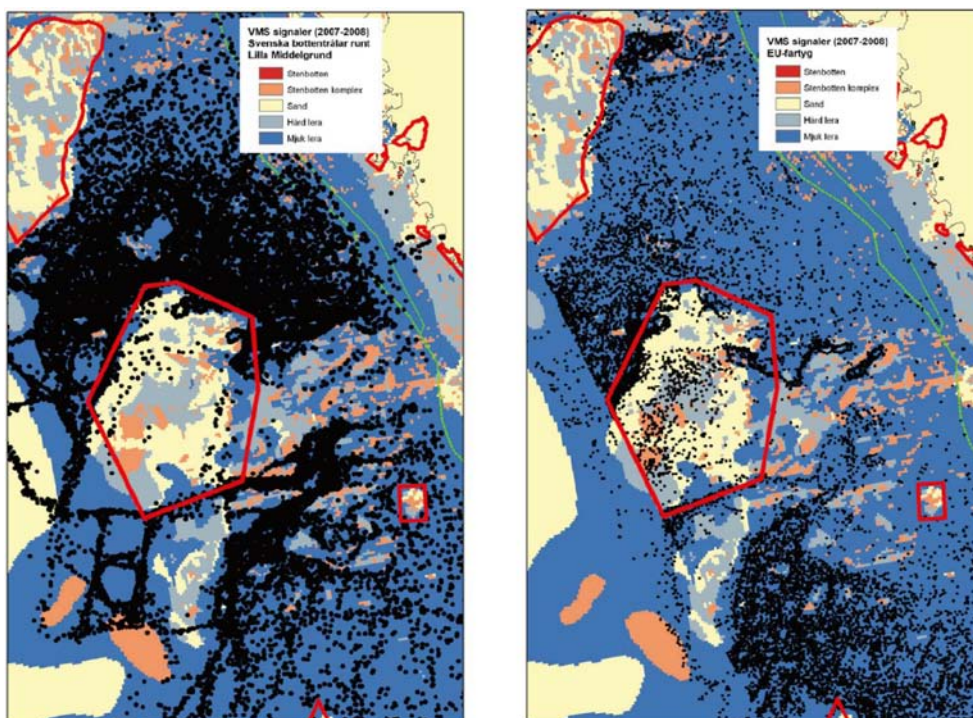 VMS signaler (2007-2008)
Svenska bottentrålar runt
Lilla Middelgrund
Stenbotten
Stenbotten komplex
Sand
Hård lera
Mjuk lera
VMS signaler (2007-2008)
EU-fartyg
Stenbotten
Stenbotten komplex
Sand
Hård lera
Mjuk lera